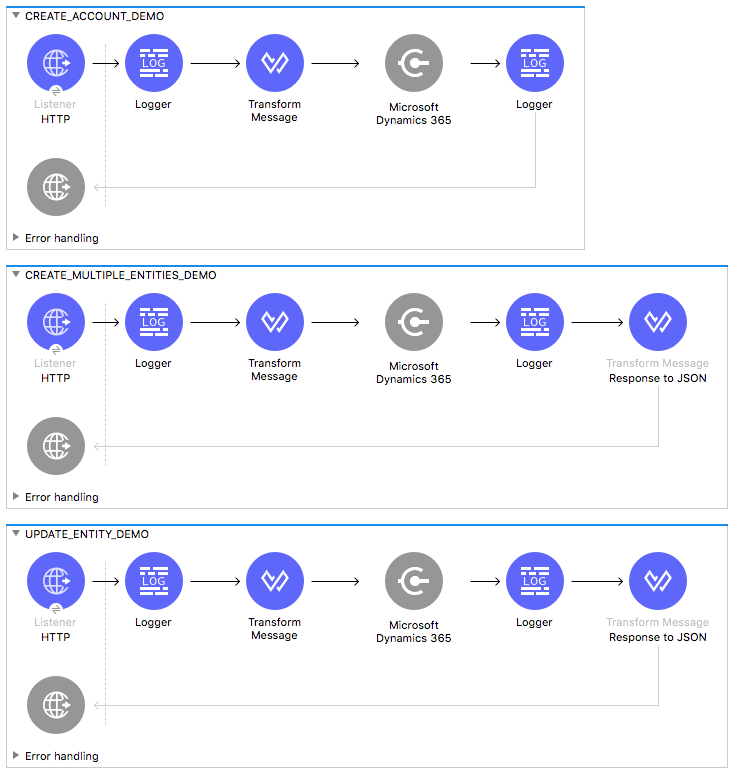 CREATE_ACCOUNT_DEMO
LOG
LOG
Listener
HTTP
Logger
Transform
Message
Microsoft
Dynamics 365
Logger
Error handling
CREATE_MULTIPLE_ENTITIES_DEMO
LOG
LOG
Listener
HTTP
Logger
Transform
Message
Microsoft
Dynamics 365
Logger
Transform Message
Response to JSON
Error handling
UPDATE_ENTITY_DEMO
LOG
LOG
Listener
HTTP
Logger
Transform
Message
Microsoft
Dynamics 365
Logger
Transform Message
Response to JSON
Error handling